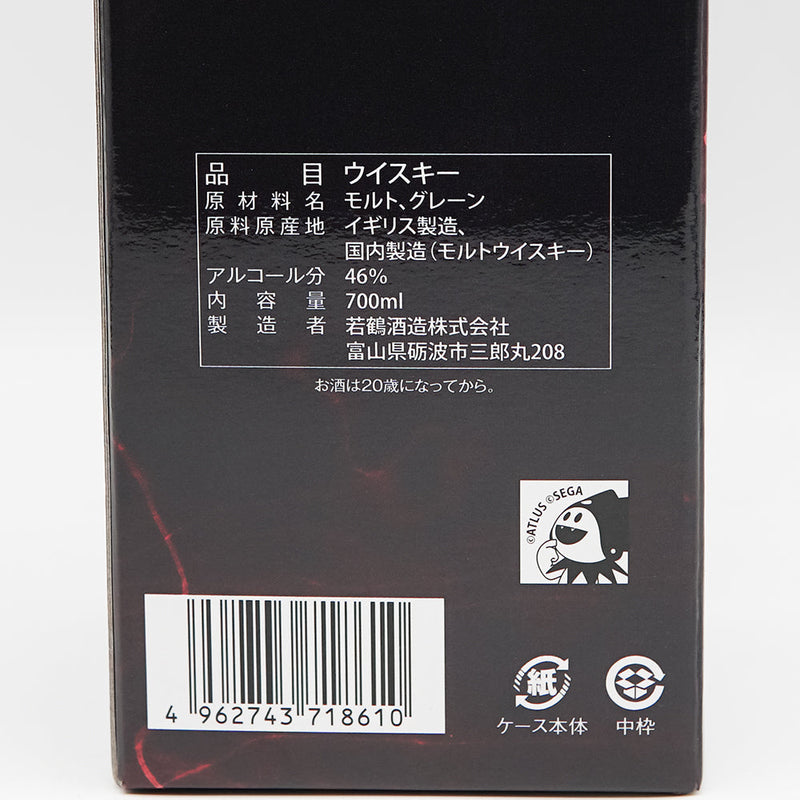 品目 ウイスキー
原材料名 モルト、グレーン
原料原産地 イギリス製造、
国内製造(モルトウイスキー)
アルコール分 46%
内容量 700ml
製造者 若鶴酒造株式会社
富山県砺波市三郎丸208
お酒は20歳になってから。
©ATLUS ©SEGA
4 962743 718610
紙
ケース本体 中枠